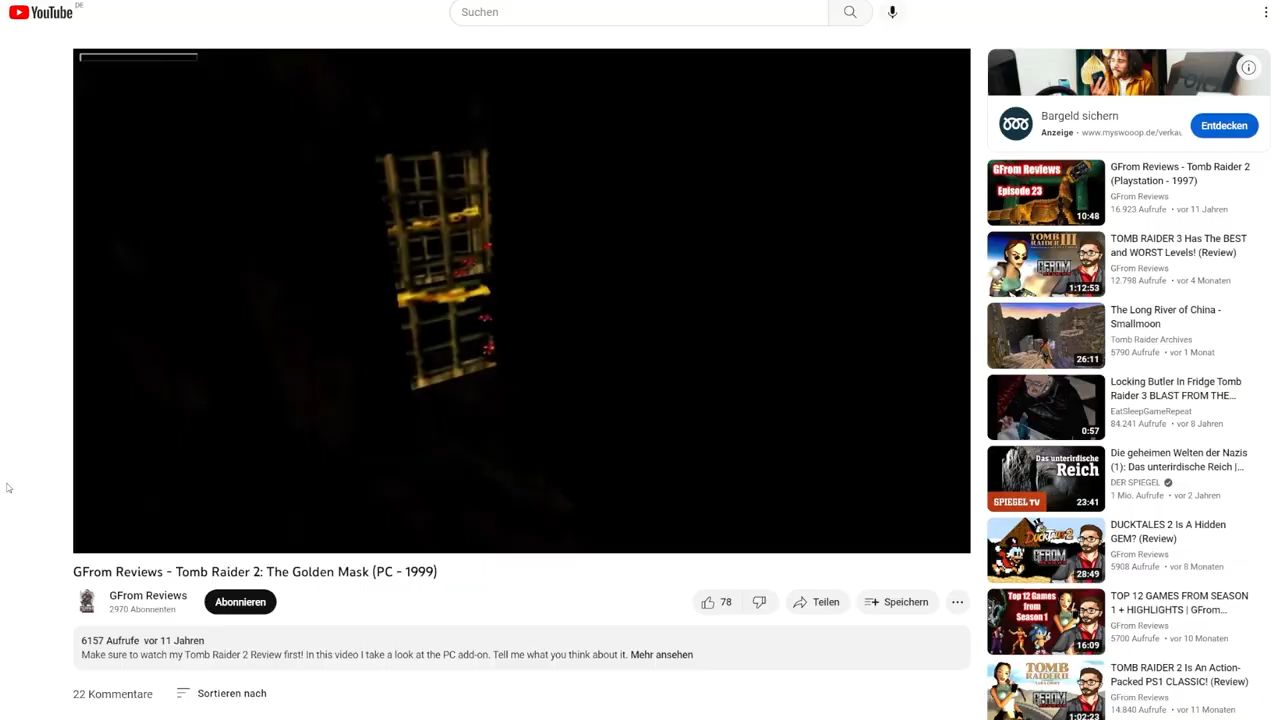 YouTube DE
Suchen
Bargeld sichern
Anzeige • www.myswooop.de/verkau
Entdecken
GFrom Reviews
Episode 23
10:48
GFrom Reviews - Tomb Raider 2
(Playstation - 1997)
GFrom Reviews
16.923 Aufrufe • vor 11 Jahren
TOMB RAIDER III
GFROM
1:12:53
TOMB RAIDER 3 Has The BEST
and WORST Levels! (Review)
GFrom Reviews
12.798 Aufrufe • vor 4 Monaten
26:11
The Long River of China -
Smallmoon
Tomb Raider Archives
5790 Aufrufe • vor 1 Monat
0:57
Locking Butler In Fridge Tomb
Raider 3 BLAST FROM THE...
EatSleepGameRepeat
84.241 Aufrufe • vor 8 Jahren
Das unterirdische
Reich
SPIEGEL TV
23:41
Die geheimen Welten der Nazis
(1): Das unterirdische Reich |...
DER SPIEGEL
1 Mio. Aufrufe • vor 2 Jahren
DUCKTALES 2
GFROM
28:49
DUCKTALES 2 Is A Hidden
GEM? (Review)
GFrom Reviews
5908 Aufrufe • vor 8 Monaten
Top 12 Games
from
Season 1
16:09
TOP 12 GAMES FROM SEASON
1 + HIGHLIGHTS | GFrom...
GFrom Reviews
5700 Aufrufe • vor 10 Monaten
TOMB RAIDER II
GFROM
1:02:23
TOMB RAIDER 2 Is An Action-
Packed PS1 CLASSIC! (Review)
GFrom Reviews
14.840 Aufrufe • vor 11 Monaten
GFrom Reviews - Tomb Raider 2: The Golden Mask (PC - 1999)
GFrom Reviews
2970 Abonnenten
Abonnieren
78
Teilen
Speichern
6157 Aufrufe vor 11 Jahren
Make sure to watch my Tomb Raider 2 Review first! In this video I take a look at the PC add-on. Tell me what you think about it. Mehr ansehen
22 Kommentare
Sortieren nach